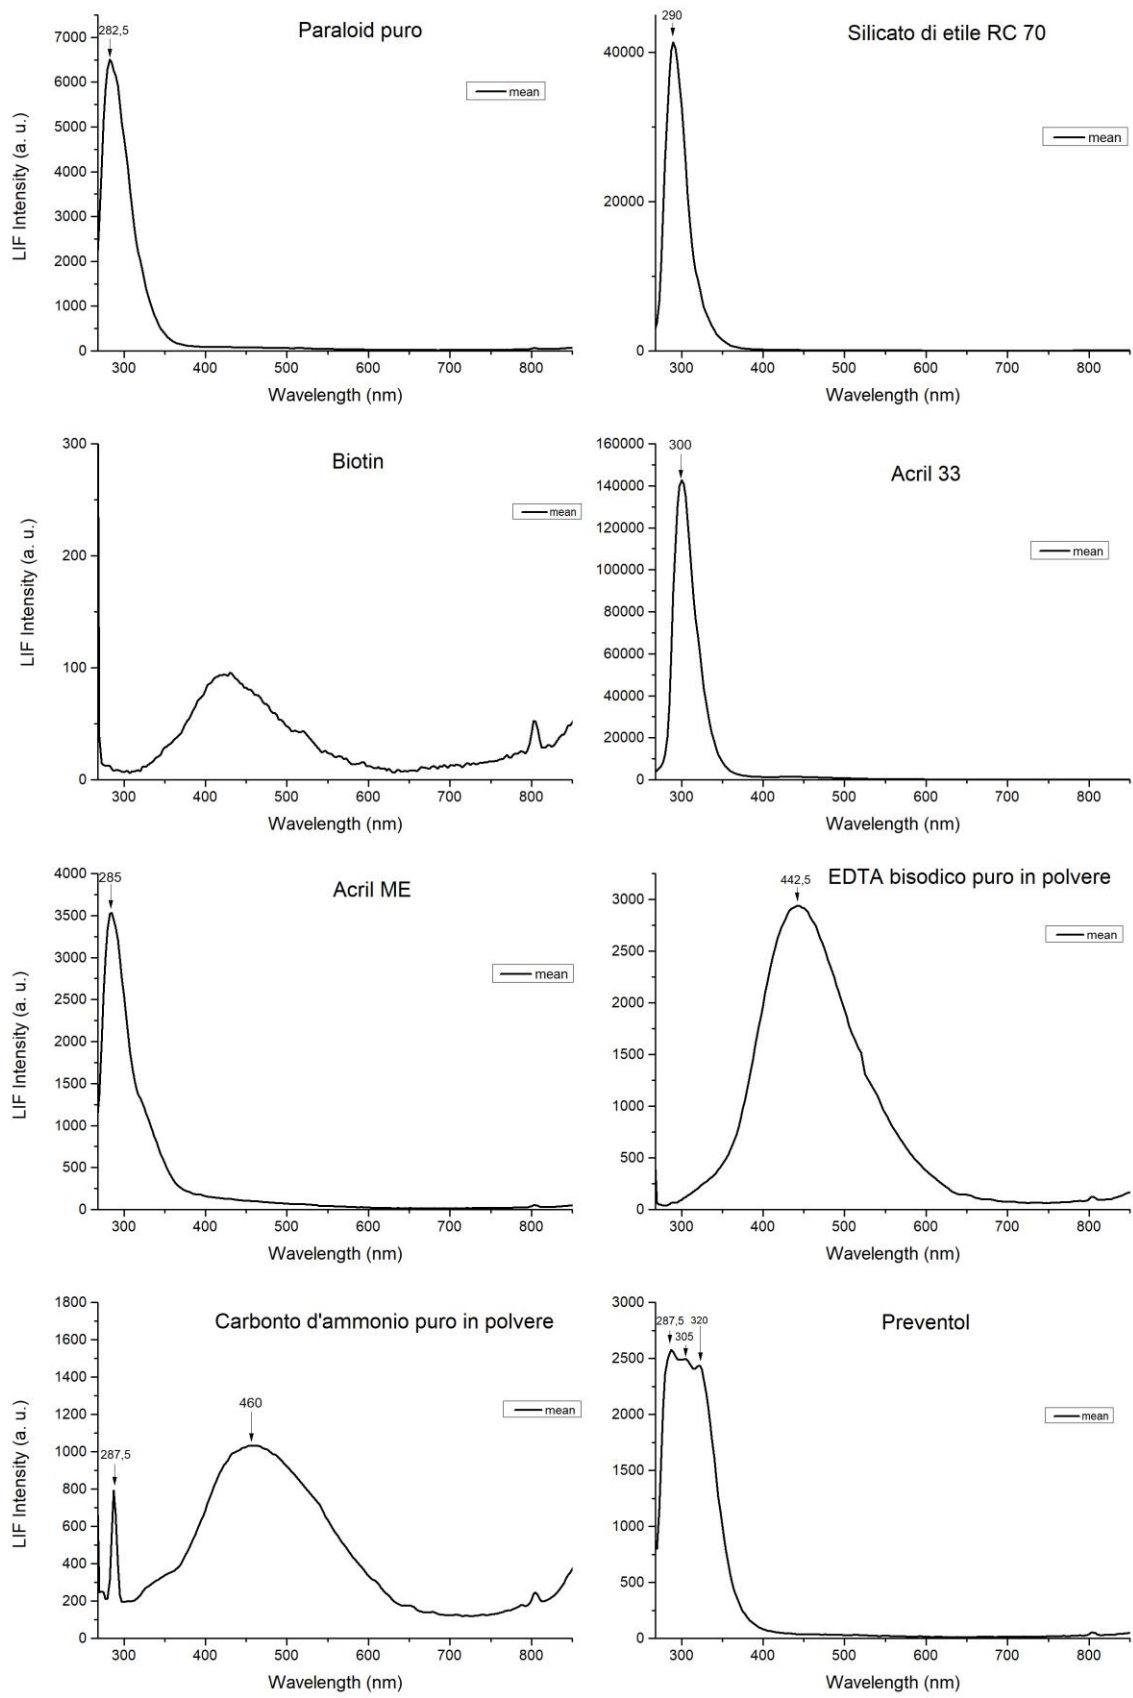 Paraloid puro
282,5
mean
7000
6000
5000
4000
3000
2000
1000
0
LIF Intensity (a. u.)
300 400 500 600 700 800
Wavelength (nm)
Silicato di etile RC 70
290
mean
40000
20000
0
300 400 500 600 700 800
Wavelength (nm)
Biotin
mean
300
200
100
0
LIF Intensity (a. u.)
300 400 500 600 700 800
Wavelength (nm)
Acril 33
300
mean
160000
140000
120000
100000
80000
60000
40000
20000
0
300 400 500 600 700 800
Wavelength (nm)
Acril ME
285
mean
4000
3500
3000
2500
2000
1500
1000
500
0
LIF Intensity (a. u.)
300 400 500 600 700 800
Wavelength (nm)
EDTA bisodico puro in polvere
442,5
mean
3000
2500
2000
1500
1000
500
0
300 400 500 600 700 800
Wavelength (nm)
Carbonto d'ammonio puro in polvere
460
287,5
mean
1800
1600
1400
1200
1000
800
600
400
200
0
LIF Intensity (a. u.)
300 400 500 600 700 800
Wavelength (nm)
Preventol
287,5 320
305
mean
3000
2500
2000
1500
1000
500
0
300 400 500 600 700 800
Wavelength (nm)